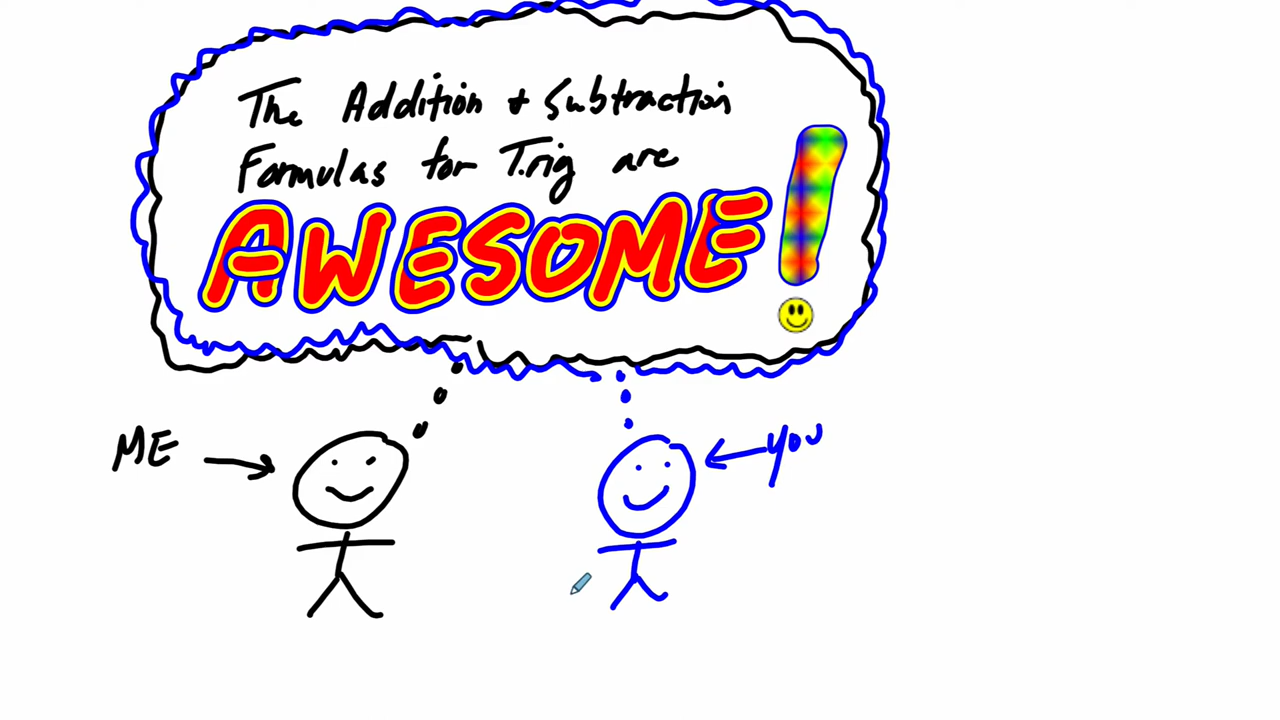 The Addition + Subtraction
Formulas for Trig are
AWESOME!
ME
YOU